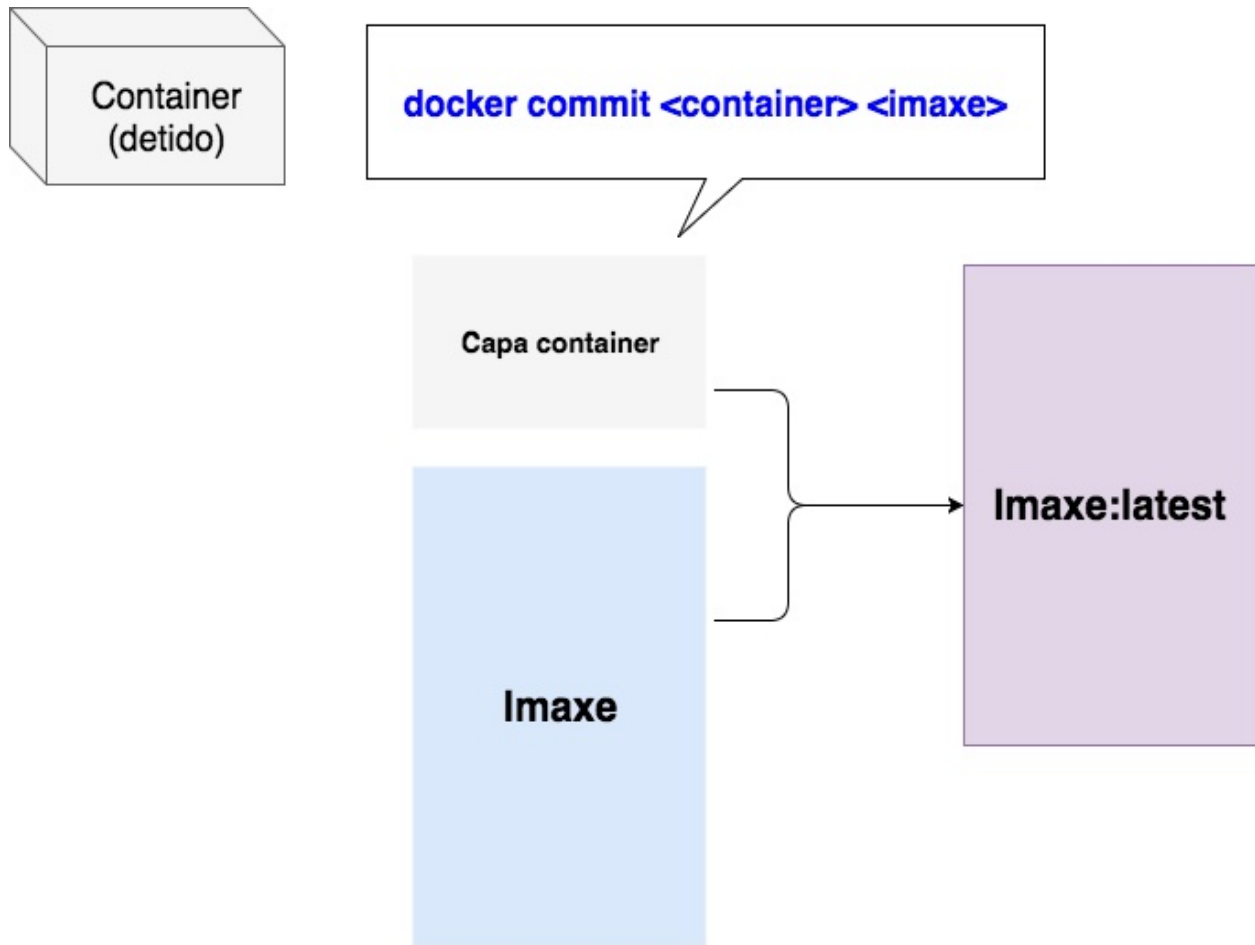 Container
(detido)
docker commit <container> <imaxe>
Capa container
Imaxe
Imaxe:latest